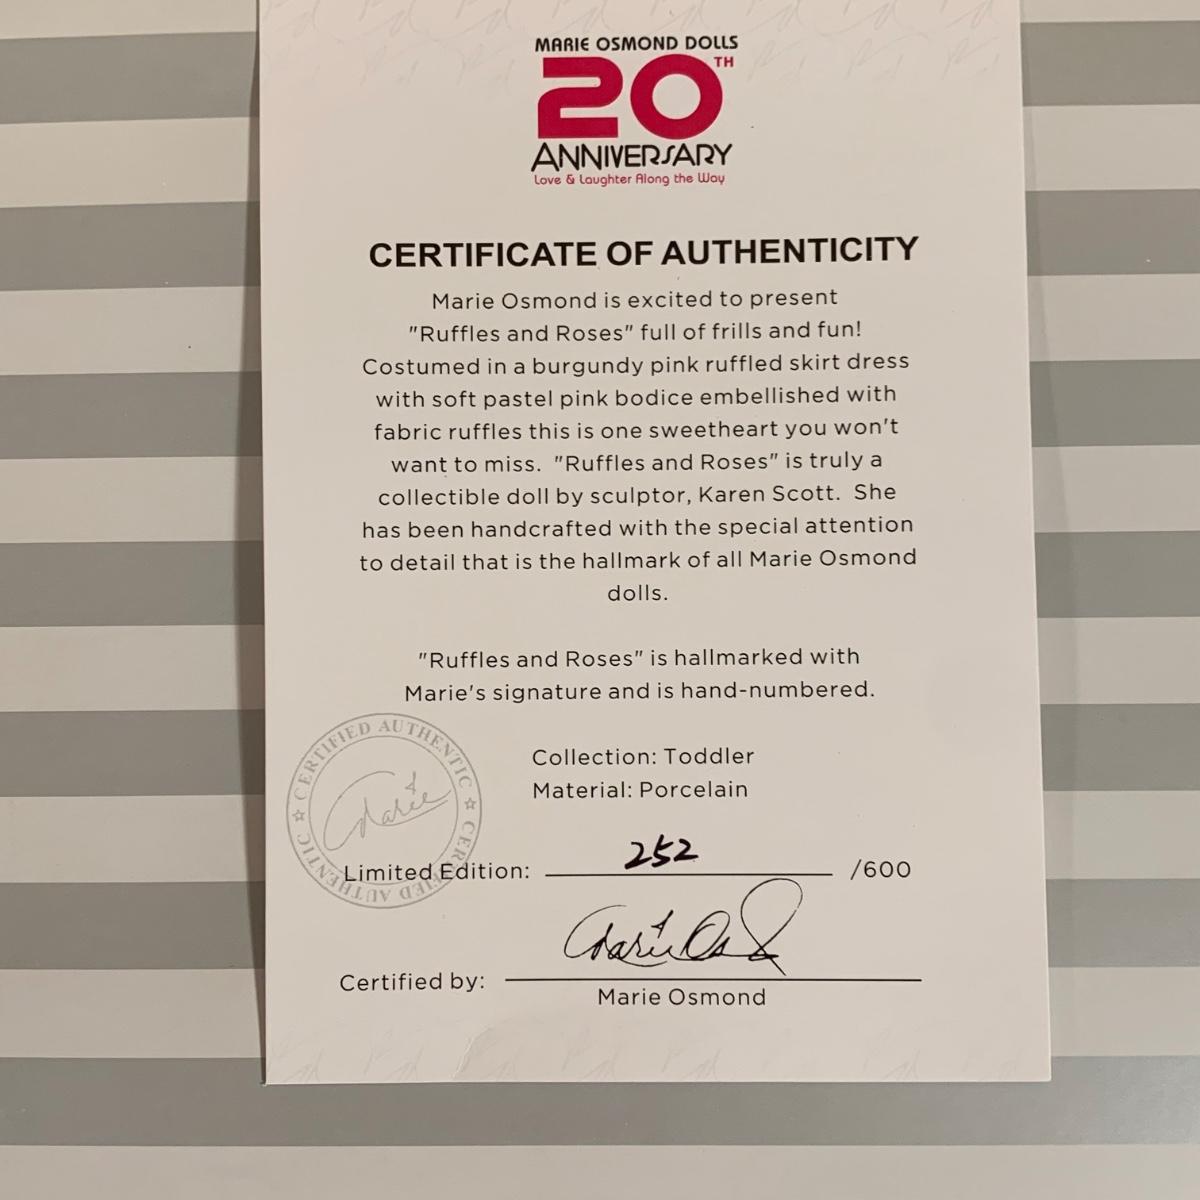 MARIE OSMOND DOLLS
20TH
ANNIVERSARY
Love & Laughter Along the Way
CERTIFICATE OF AUTHENTICITY
Marie Osmond is excited to present
"Ruffles and Roses" full of frills and fun!
Costumed in a burgundy pink ruffled skirt dress
with soft pastel pink bodice embellished with
fabric ruffles this is one sweetheart you won't
want to miss. "Ruffles and Roses" is truly a
collectible doll by sculptor, Karen Scott. She
has been handcrafted with the special attention
to detail that is the hallmark of all Marie Osmond
dolls.
"Ruffles and Roses" is hallmarked with
Marie's signature and is hand-numbered.
CERTIFIED AUTHENTIC ☆ CERTIFIED AUTHENTIC ☆
Marie
Collection: Toddler
Material: Porcelain
Limited Edition: 252 /600
Marie Osmond
Certified by:
Marie Osmond